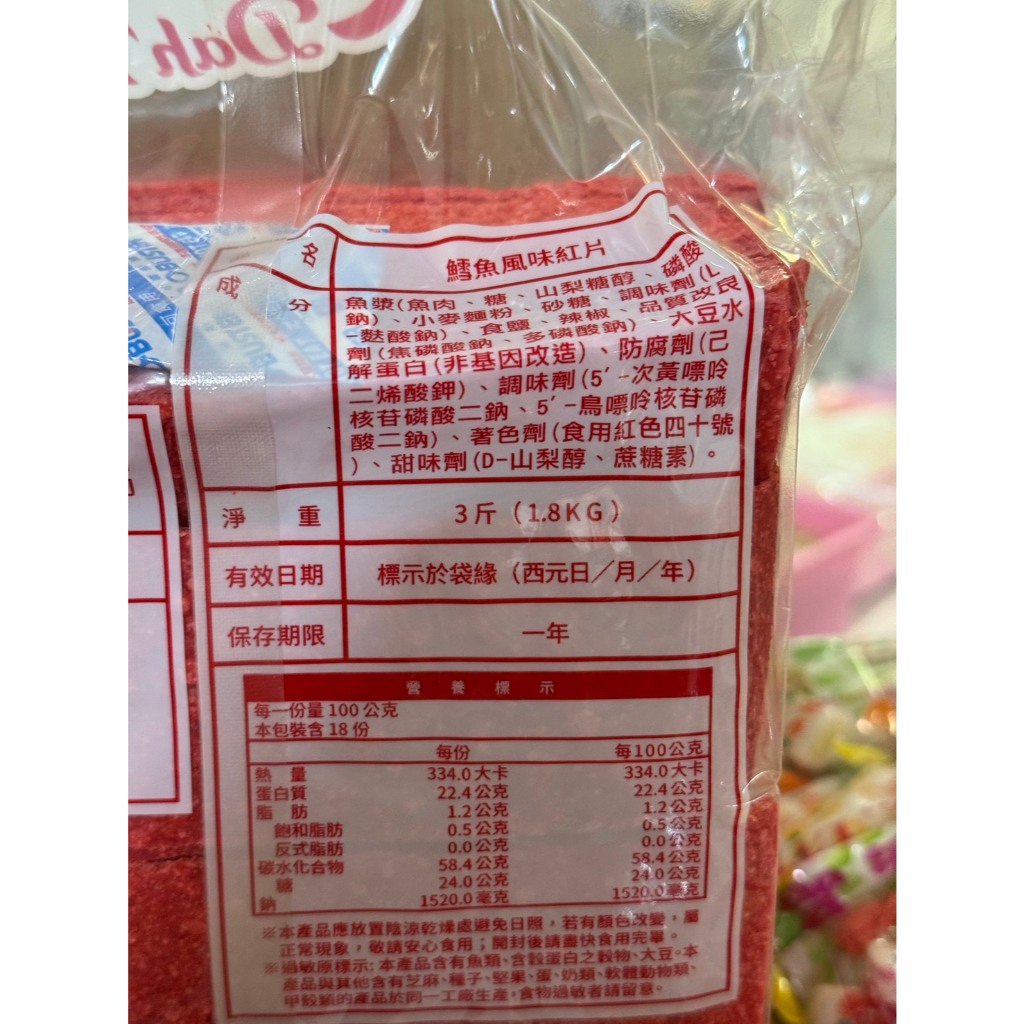 Dah
名 鱈魚風味紅片
成分 魚漿(魚肉、糖、山梨糖醇、磷酸
鈉)、小麥麵粉、砂糖、調味劑(L
-麩酸鈉)、食鹽、辣椒、品質改良
劑(焦磷酸鈉、多磷酸鈉)、大豆水
解蛋白(非基因改造)、防腐劑(己
二烯酸鉀)、調味劑(5′-次黃嘌呤
核苷磷酸二鈉、5′-鳥嘌呤核苷磷
酸二鈉)、著色劑(食用紅色四十號
)、甜味劑(D-山梨醇、蔗糖素)。
淨重 3斤（1.8KG）
有效日期 標示於袋緣（西元日／月／年）
保存期限 一年
營養標示
每一份量100公克
本包裝含18份
每份 每100公克
熱量 334.0大卡 334.0大卡
蛋白質 22.4公克 22.4公克
脂肪 1.2公克 1.2公克
飽和脂肪 0.5公克 0.5公克
反式脂肪 0.0公克 0.0公克
碳水化合物 58.4公克 58.4公克
糖 24.0公克 24.0公克
鈉 1520.0毫克 1520.0毫克
※本產品應放置陰涼乾燥處避免日照，若有顏色改變，屬
正常現象，敬請安心食用；開封後請盡快食用完畢。
※過敏原標示:本產品含有魚類、含穀蛋白之穀物、大豆。本
產品與其他含有芝麻、種子、堅果、蛋、奶類、軟體動物類、
甲殼類的產品於同一工廠生產，食物過敏者請留意。